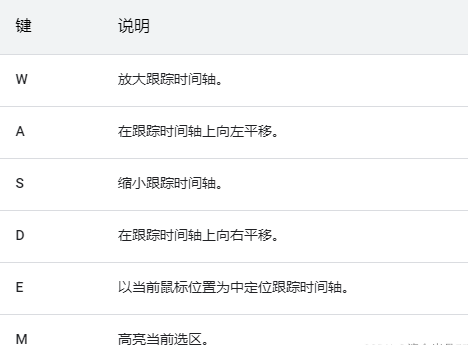 键 说明
W 放大跟踪时间轴。
A 在跟踪时间轴上向左平移。
S 缩小跟踪时间轴。
D 在跟踪时间轴上向右平移。
E 以当前鼠标位置为中定位跟踪时间轴。
M 高亮当前选区。